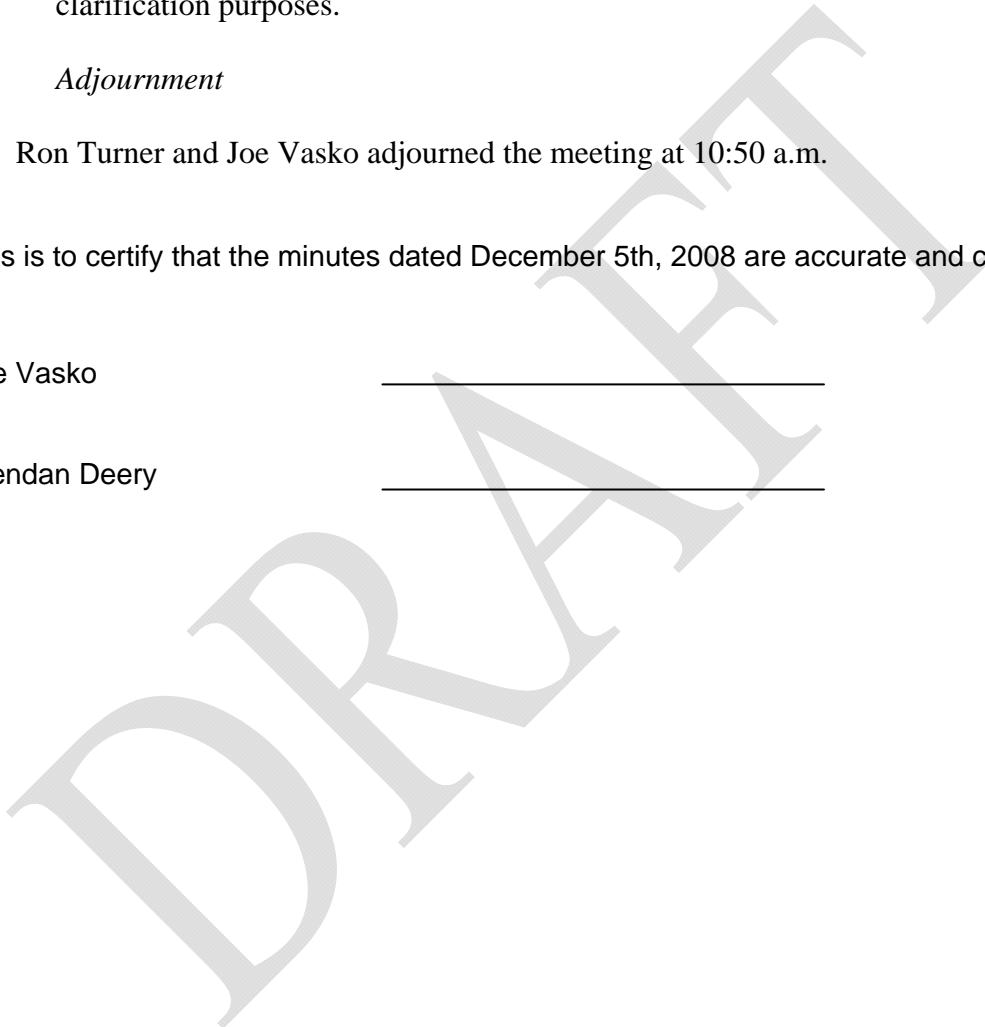 clarification purposes.
Adjournment
Ron Turner and Joe Vasko adjourned the meeting at 10:50 a.m.
s is to certify that the minutes dated December 5th, 2008 are accurate and c
e Vasko
endan Deery
DRAFT